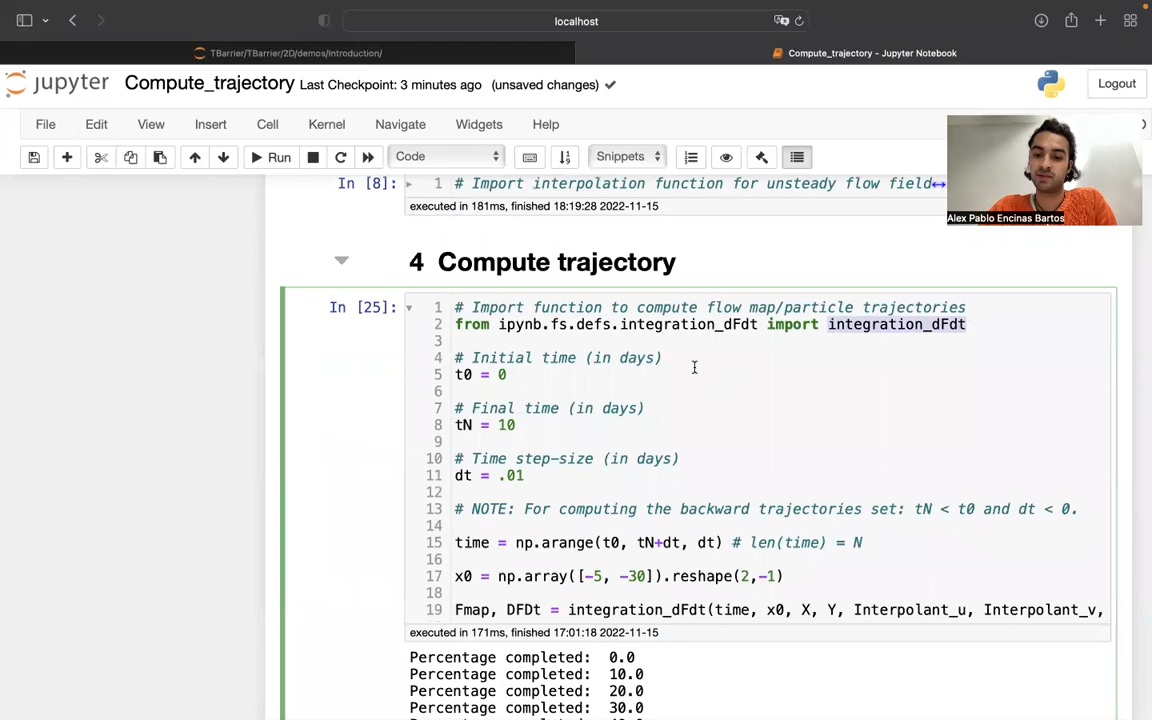 localhost
TBarrier/TBarrier/2D/demos/Introduction/
Compute_trajectory - Jupyter Notebook
jupyter Compute_trajectory Last Checkpoint: 3 minutes ago (unsaved changes)
Logout
File Edit View Insert Cell Kernel Navigate Widgets Help
Run Code Snippets
Alex Pablo Encinas Bartos
In [8]: 1 # Import interpolation function for unsteady flow field
executed in 181ms, finished 18:19:28 2022-11-15
4 Compute trajectory
In [25]: 1 # Import function to compute flow map/particle trajectories
2 from ipynb.fs.defs.integration_dFdt import integration_dFdt
3
4 # Initial time (in days)
5 t0 = 0
6
7 # Final time (in days)
8 tN = 10
9
10 # Time step-size (in days)
11 dt = .01
12
13 # NOTE: For computing the backward trajectories set: tN < t0 and dt < 0.
14
15 time = np.arange(t0, tN+dt, dt) # len(time) = N
16
17 x0 = np.array([-5, -30]).reshape(2,-1)
18
19 Fmap, DFDt = integration_dFdt(time, x0, X, Y, Interpolant_u, Interpolant_v,
executed in 171ms, finished 17:01:18 2022-11-15
Percentage completed: 0.0
Percentage completed: 10.0
Percentage completed: 20.0
Percentage completed: 30.0